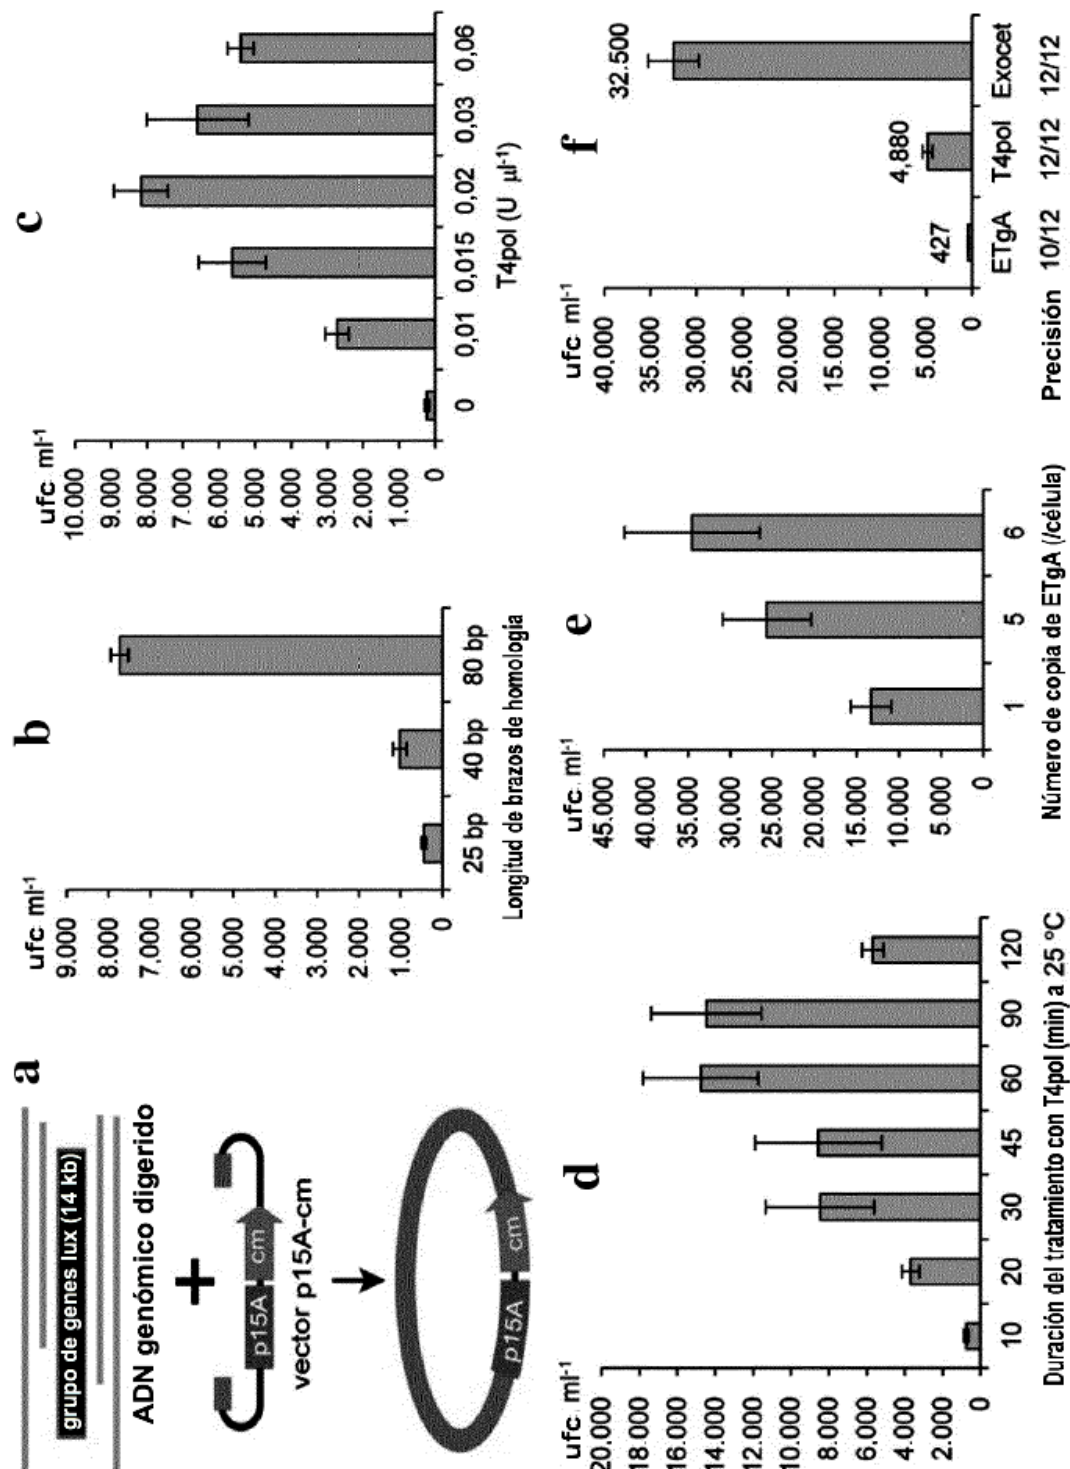 a
grupo de genes lux (14 kb)
ADN genómico digerido
+
p15A cm
vector p15A-cm
p15A cm
b
ufc ml-1
9.000
8.000
7,000
6.000
5.000
4.000
3.000
2.000
1.000
0
25 bp 40 bp 80 bp
Longitud de brazos de homologia
c
ufc ml-1
10.000
9.000
8.000
7.000
6.000
5.000
4.000
3.000
2.000
1.000
0
0 0,01 0,015 0,02 0,03 0,06
T4pol (U µl-1)
d
ufc ml-1
20.000
18.000
16.000
14.000
12.000
10.000
8.000
6.000
4.000
2.000
0
10 20 30 45 60 90 120
Duración del tratamiento con T4pol (min) a 25 °C
e
ufc ml-1
45.000
40.000
35.000
30,000
25.000
20.000
15.000
10.000
5.000
0
1 5 6
Número de copia de ETgA (/célula)
f
ufc ml-1
40,000
35.000
30.000
25.000
20.000
15.000
10.000
5.000
0
427 4,880 32.500
ETgA T4pol Exocet
Precisión 10/12 12/12 12/12